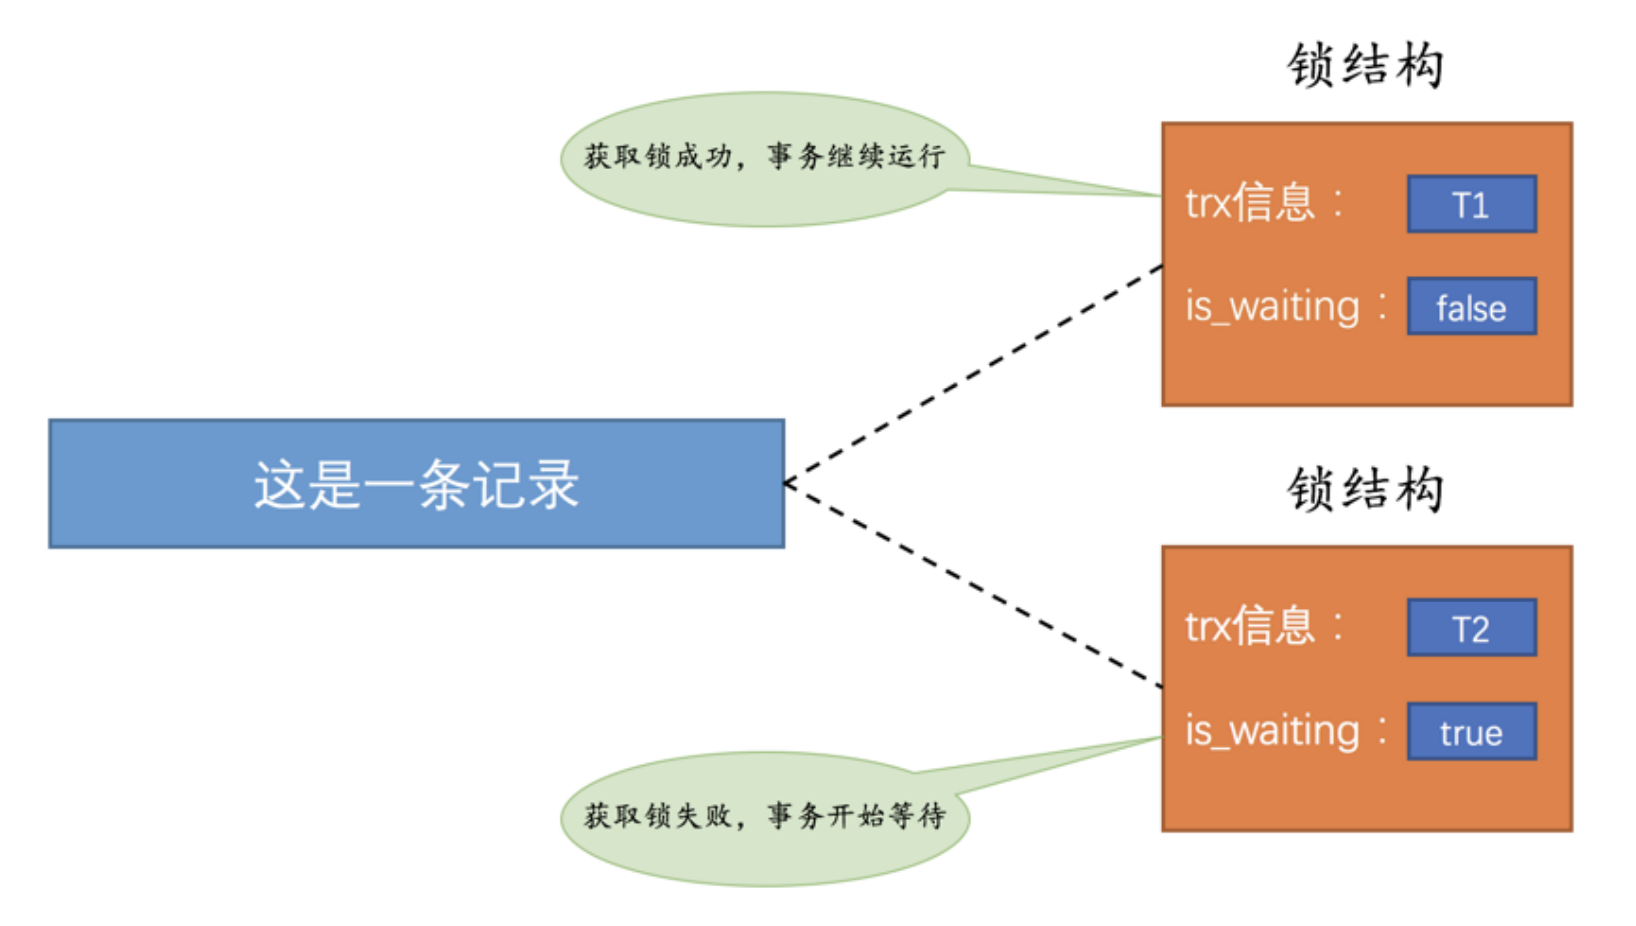 锁结构
获取锁成功，事务继续运行
trx信息： T1
is_waiting： false
这是一条记录
锁结构
trx信息： T2
is_waiting： true
获取锁失败，事务开始等待